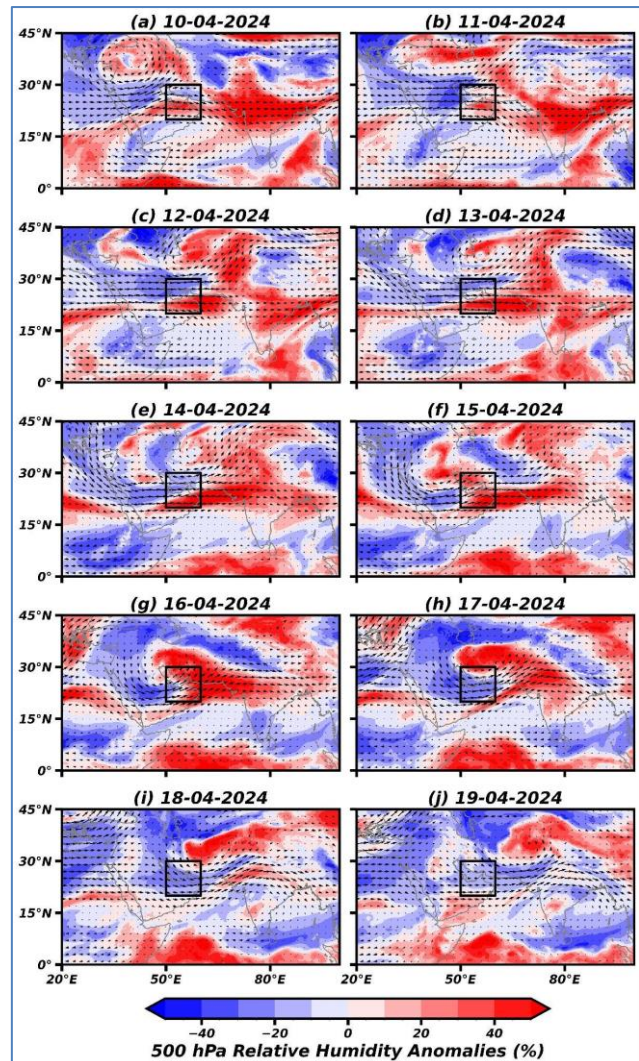 (a) 10-04-2024 (b) 11-04-2024
45°N
30°N
15°N
0°
(c) 12-04-2024 (d) 13-04-2024
45°N
30°N
15°N
0°
(e) 14-04-2024 (f) 15-04-2024
45°N
30°N
15°N
0°
(g) 16-04-2024 (h) 17-04-2024
45°N
30°N
15°N
0°
(i) 18-04-2024 (j) 19-04-2024
45°N
30°N
15°N
0°
20°E 50°E 80°E 50°E 80°E
−40 −20 0 20 40
500 hPa Relative Humidity Anomalies (%)